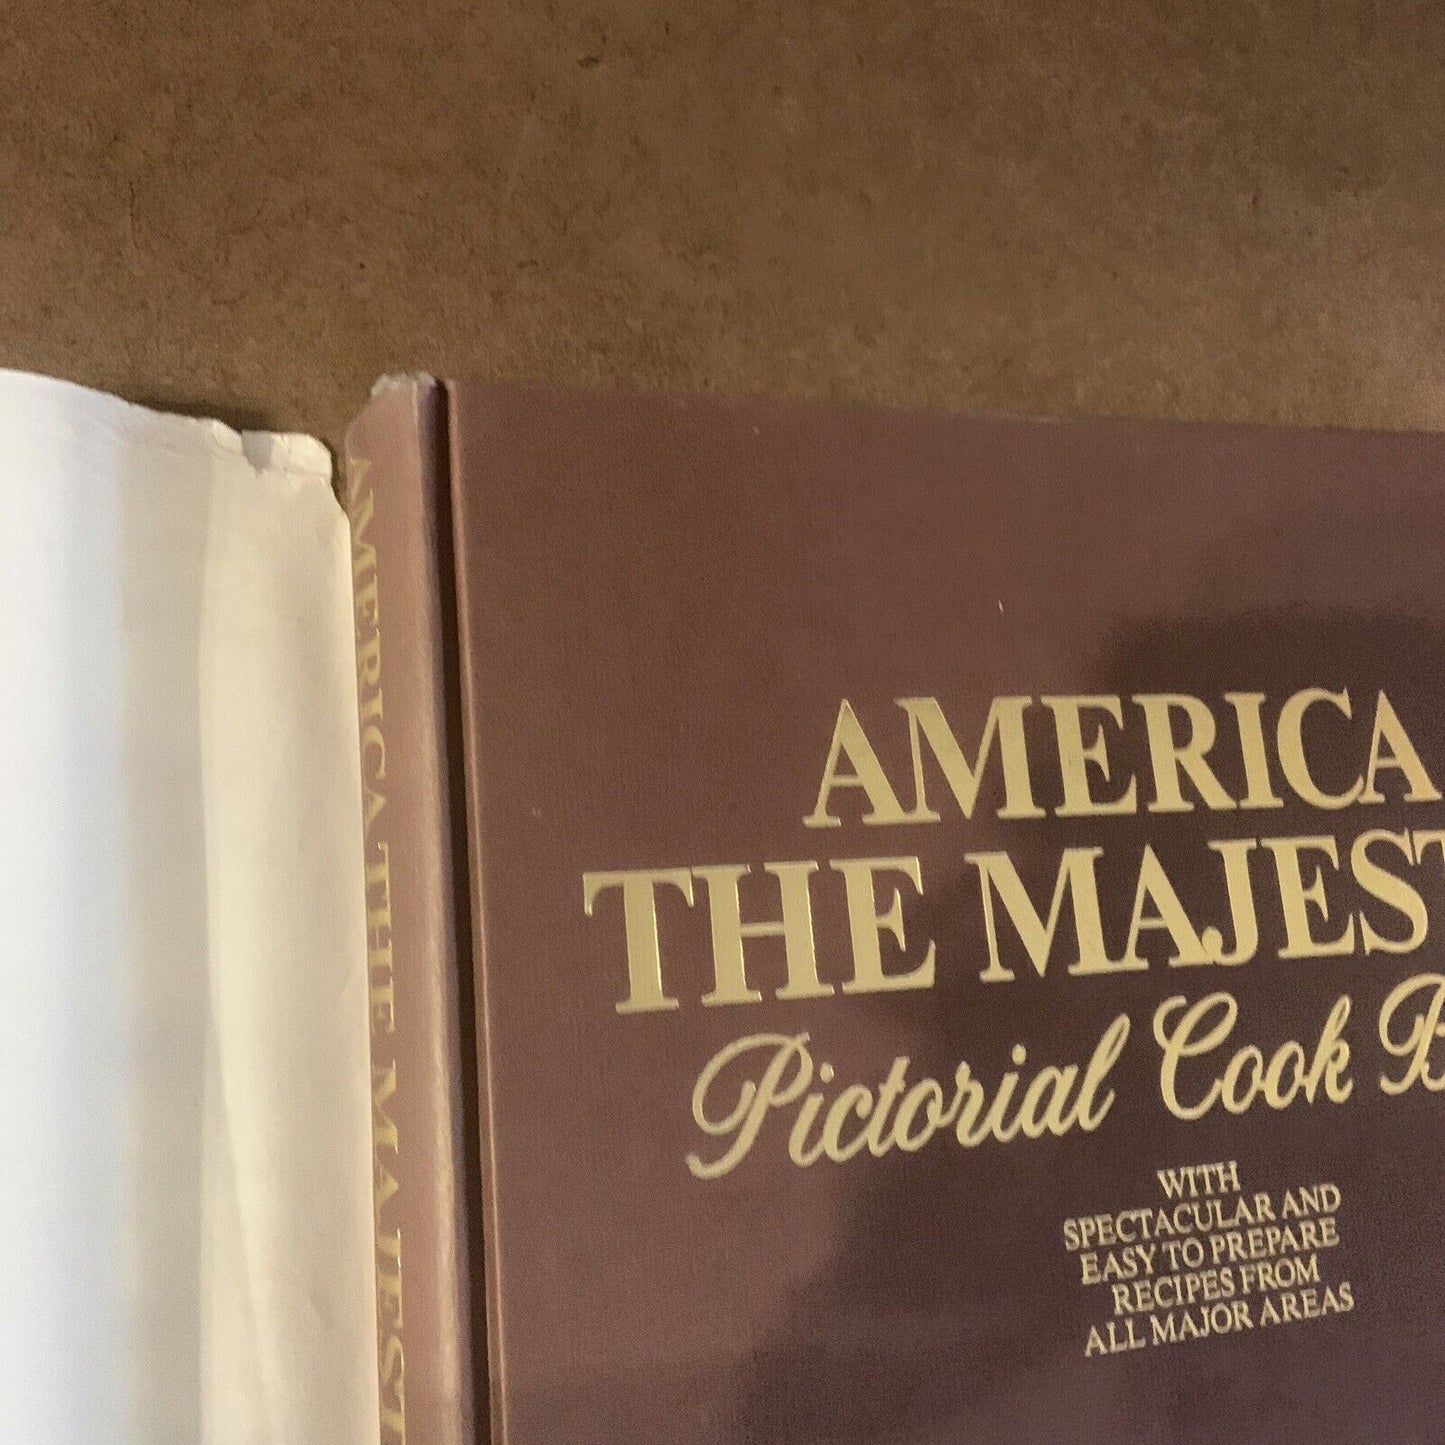 AMERICA
THE MAJEST
Pictorial Cook B
WITH
SPECTACULAR AND
EASY TO PREPARE
RECIPES FROM
ALL MAJOR AREAS
AMERICA THE MAJEST